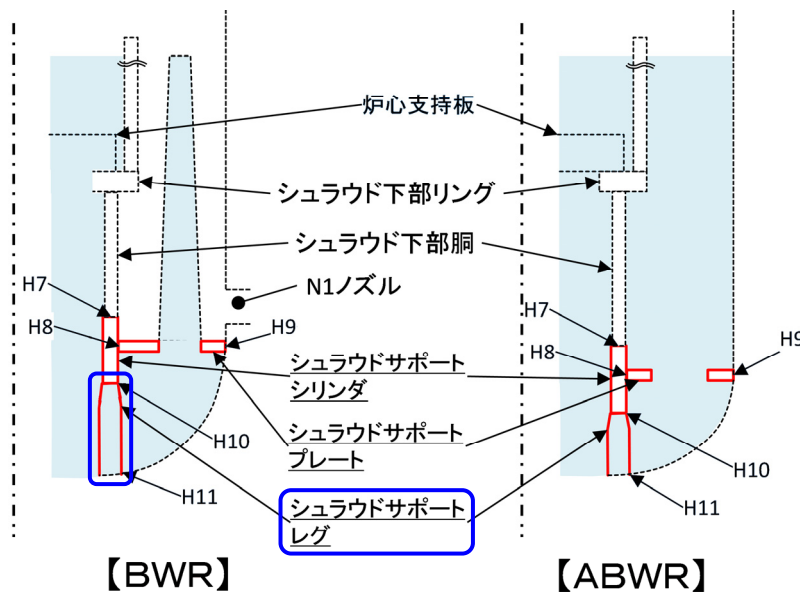 炉心支持板
シュラウド下部リング
シュラウド下部胴
H7
N1ノズル
H7
H8
H9
H8
H9
シュラウドサポート
シリンダ
H10
シュラウドサポート
プレート
H10
H11
シュラウドサポート
レグ
H11
【BWR】
【ABWR】